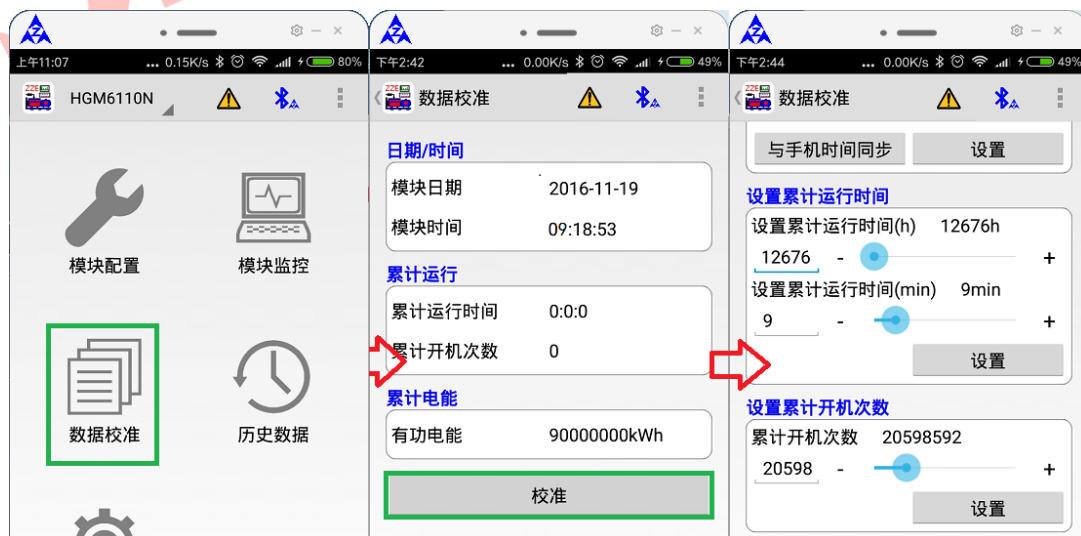 上午11:07 ... 0.15K/s 80%
ZZE HGM6110N
模块配置 模块监控
数据校准 历史数据
下午2:42 ... 0.00K/s 49%
ZZE 数据校准
日期/时间
模块日期 2016-11-19
模块时间 09:18:53
累计运行
累计运行时间 0:0:0
累计开机次数 0
累计电能
有功电能 90000000kWh
校准
下午2:44 ... 0.00K/s 49%
ZZE 数据校准
与手机时间同步 设置
设置累计运行时间
设置累计运行时间(h) 12676h
12676 - +
设置累计运行时间(min) 9min
9 - +
设置
设置累计开机次数
累计开机次数 20598592
20598 - +
设置